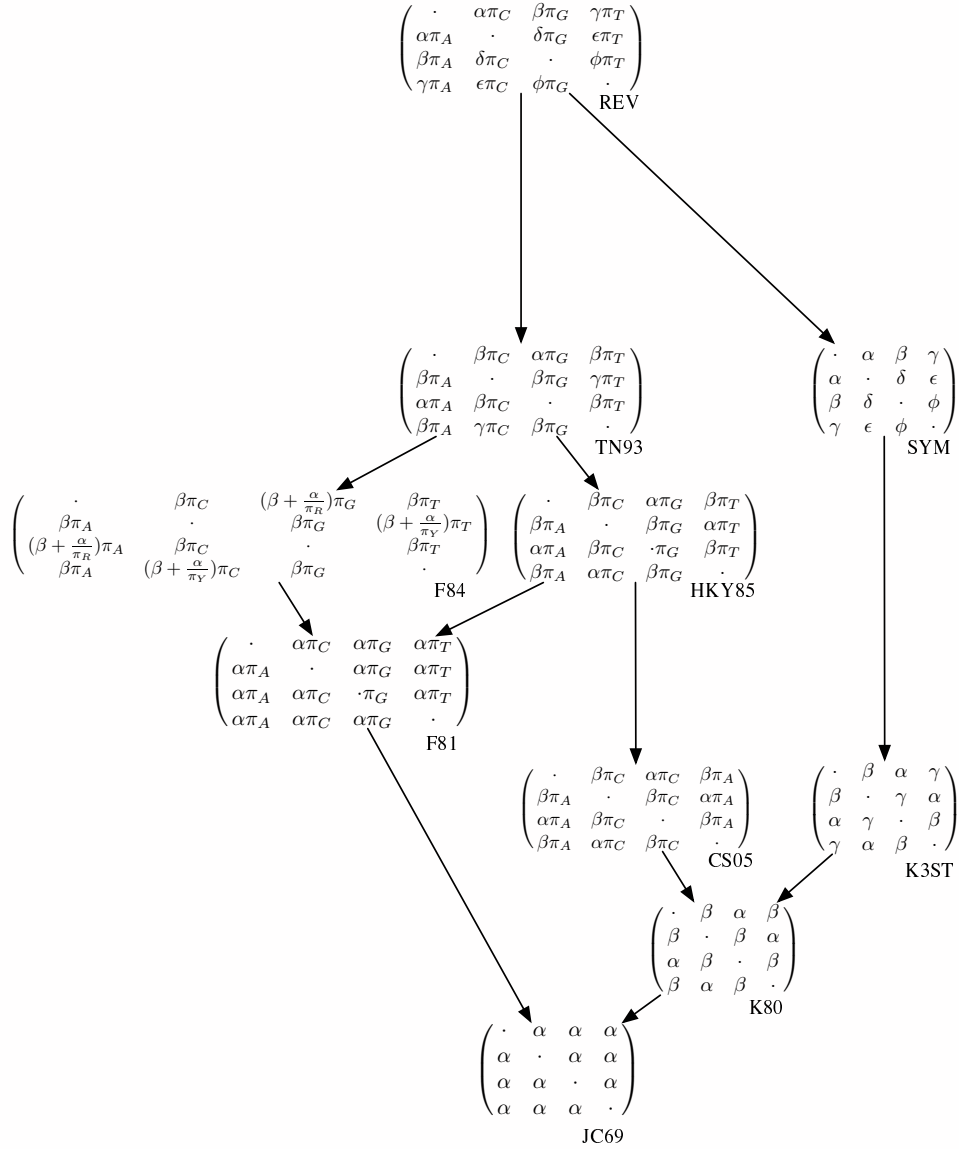 · απ_C βπ_G γπ_T
απ_A · δπ_G επ_T
βπ_A δπ_C · φπ_T
γπ_A επ_C φπ_G ·
REV
· βπ_C απ_G βπ_T
βπ_A · βπ_G γπ_T
απ_A βπ_C · βπ_T
βπ_A γπ_C βπ_G ·
TN93
· α β γ
α · δ ϵ
β δ · φ
γ ϵ φ ·
SYM
· βπ_C (β + α/π_R)π_G βπ_T
βπ_A · βπ_G (β + α/π_Y)π_T
(β + α/π_R)π_A βπ_C · βπ_T
βπ_A (β + α/π_Y)π_C βπ_G ·
F84
· βπ_C απ_G βπ_T
βπ_A · βπ_G απ_T
απ_A βπ_C ·π_G βπ_T
βπ_A απ_C βπ_G ·
HKY85
· απ_C απ_G απ_T
απ_A · απ_G απ_T
απ_A απ_C ·π_G απ_T
απ_A απ_C απ_G ·
F81
· βπ_C απ_C βπ_A
βπ_A · βπ_C απ_A
απ_A βπ_C · βπ_A
βπ_A απ_C βπ_C ·
CS05
· β α γ
β · γ α
α γ · β
γ α β ·
K3ST
· β α β
β · β α
α β · β
β α β ·
K80
· α α α
α · α α
α α · α
α α α ·
JC69